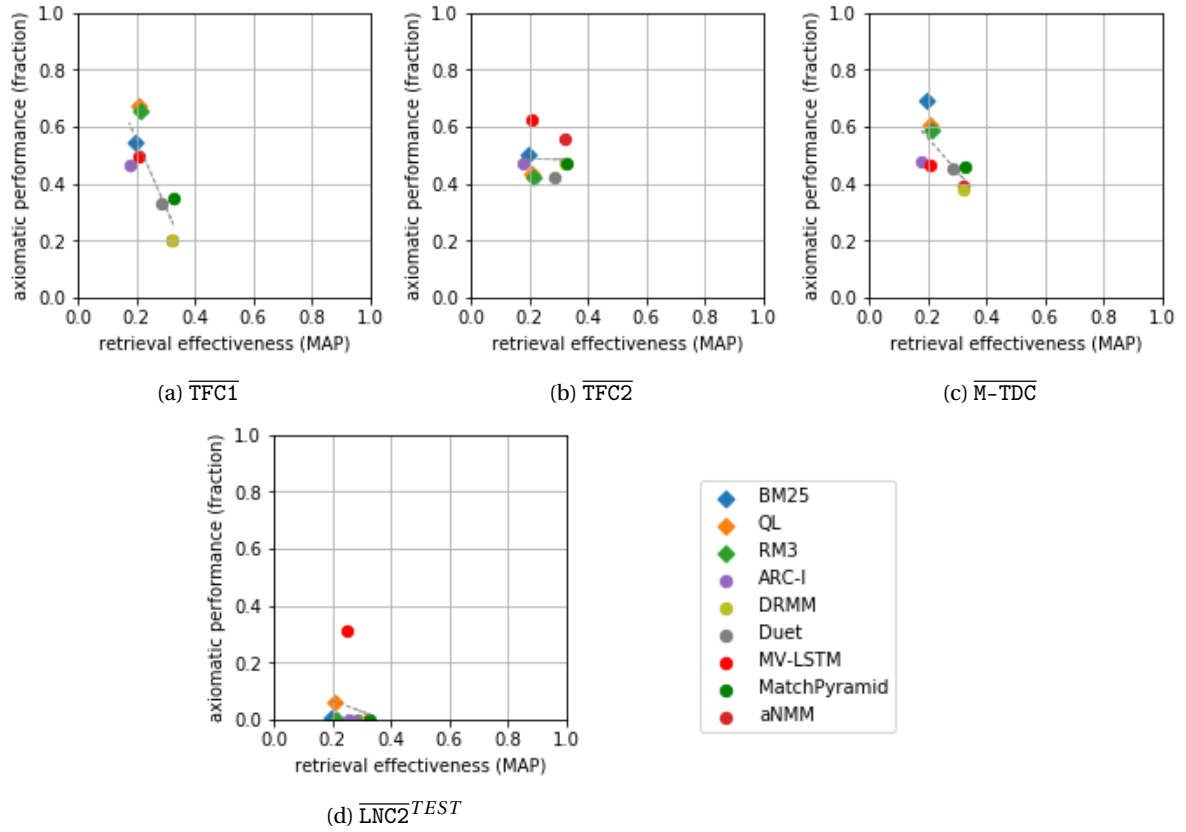 axiomatic performance (fraction)
1.0
0.8
0.6
0.4
0.2
0.0
0.0 0.2 0.4 0.6 0.8 1.0
retrieval effectiveness (MAP)
(a) TFC1
axiomatic performance (fraction)
1.0
0.8
0.6
0.4
0.2
0.0
0.0 0.2 0.4 0.6 0.8 1.0
retrieval effectiveness (MAP)
(b) TFC2
axiomatic performance (fraction)
1.0
0.8
0.6
0.4
0.2
0.0
0.0 0.2 0.4 0.6 0.8 1.0
retrieval effectiveness (MAP)
(c) M-TDC
axiomatic performance (fraction)
1.0
0.8
0.6
0.4
0.2
0.0
0.0 0.2 0.4 0.6 0.8 1.0
retrieval effectiveness (MAP)
(d) LNC2 TEST
BM25
QL
RM3
ARC-I
DRMM
Duet
MV-LSTM
MatchPyramid
aNMM